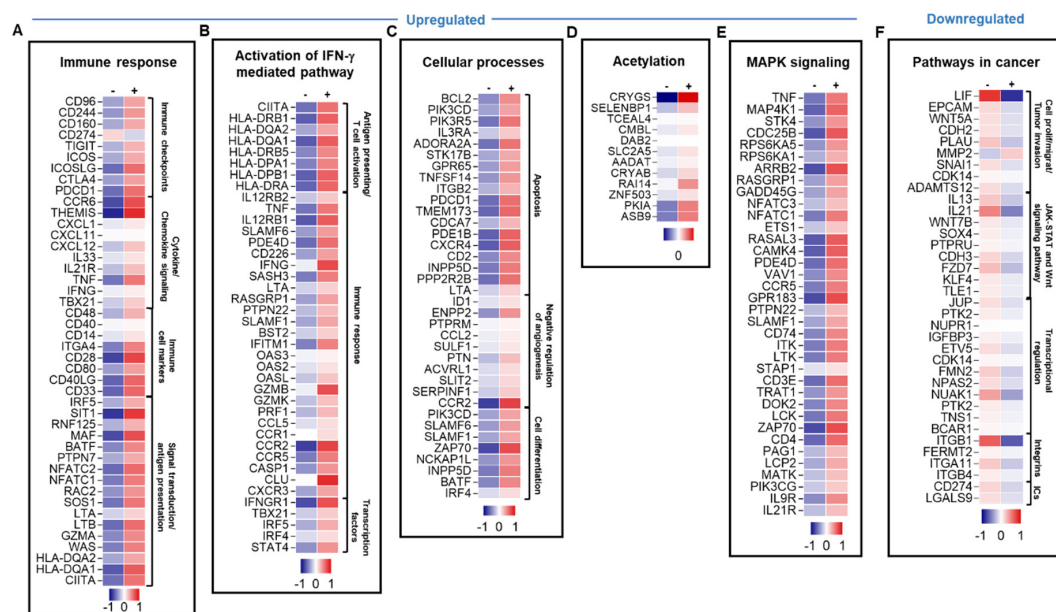 Upregulated
Downregulated
A
Immune response
- +
CD96
CD244
CD160
CD274
TIGIT
ICOS
ICOSLG
CTLA4
PDCD1
CCR6
THEMIS
CXCL1
CXCL11
CXCL12
IL33
IL21R
TNF
IFNG
TBX21
CD48
CD40
CD14
ITGA4
CD28
CD80
CD40LG
CD33
IRF5
SIT1
RNF125
MAF
BATF
PTPN7
NFATC2
NFATC1
RAC2
SOS1
LTA
LTB
GZMA
WAS
HLA-DQA2
HLA-DQA1
CIITA
Immune checkpoints
Cytokine/
Chemokine signaling
Immune
cell markers
Signal transduction/
antigen presentation
-1 0 1
B
Activation of IFN-γ
mediated pathway
- +
CIITA
HLA-DRB1
HLA-DQA2
HLA-DQA1
HLA-DRB5
HLA-DPA1
HLA-DPB1
HLA-DRA
IL12RB2
TNF
IL12RB1
SLAMF6
PDE4D
CD226
IFNG
SASH3
LTA
RASGRP1
PTPN22
SLAMF1
BST2
IFITM1
OAS3
OAS2
OASL
GZMB
GZMK
PRF1
CCL5
CCR1
CCR2
CCR5
CASP1
CLU
CXCR3
IFNGR1
TBX21
IRF5
IRF4
STAT4
Antigen presenting/
T cell activation
Immune response
Transcription
factors
-1 0 1
C
Cellular processes
- +
BCL2
PIK3CD
PIK3R5
IL3RA
ADORA2A
STK17B
GPR65
TNFSF14
ITGB2
PDCD1
TMEM173
CDCA7
PDE1B
CXCR4
CD2
INPP5D
PPP2R2B
LTA
ID1
ENPP2
PTPRM
CCL2
SULF1
PTN
ACVRL1
SLIT2
SERPINF1
CCR2
PIK3CD
SLAMF6
SLAMF1
ZAP70
NCKAP1L
INPP5D
BATF
IRF4
Apoptosis
Negative regulation
of angiogenesis
Cell differentiation
-1 0 1
D
Acetylation
- +
CRYGS
SELENBP1
TCEAL4
CMBL
DAB2
SLC2A5
AADAT
CRYAB
RAI14
ZNF503
PKIA
ASB9
0
E
MAPK signaling
- +
TNF
MAP4K1
STK4
CDC25B
RPS6KA5
RPS6KA1
ARRB2
RASGRP1
GADD45G
NFATC3
NFATC1
ETS1
RASAL3
CAMK4
PDE4D
VAV1
CCR5
GPR183
PTPN22
SLAMF1
CD74
ITK
LTK
STAP1
CD3E
TRAT1
DOK2
LCK
ZAP70
CD4
PAG1
LCP2
MATK
PIK3CG
IL9R
IL21R
-1 0 1
F
Pathways in cancer
- +
LIF
EPCAM
WNT5A
CDH2
PLAU
MMP2
SNAI1
CDK14
ADAMTS12
IL13
IL21
WNT7B
SOX4
PTPRU
CDH3
FZD7
KLF4
TLE1
JUP
PTK2
NUPR1
IGFBP3
ETV5
CDK14
FMN2
NPAS2
NUAK1
PTK2
TNS1
BCAR1
ITGB1
FERMT2
ITGA11
ITGB4
CD274
LGALS9
Cell prolif/migrat/
Tumor invasion
JAK-STAT and Wnt
signaling pathway
Transcriptional
regulation
Integrins
ICs
-1 0 1